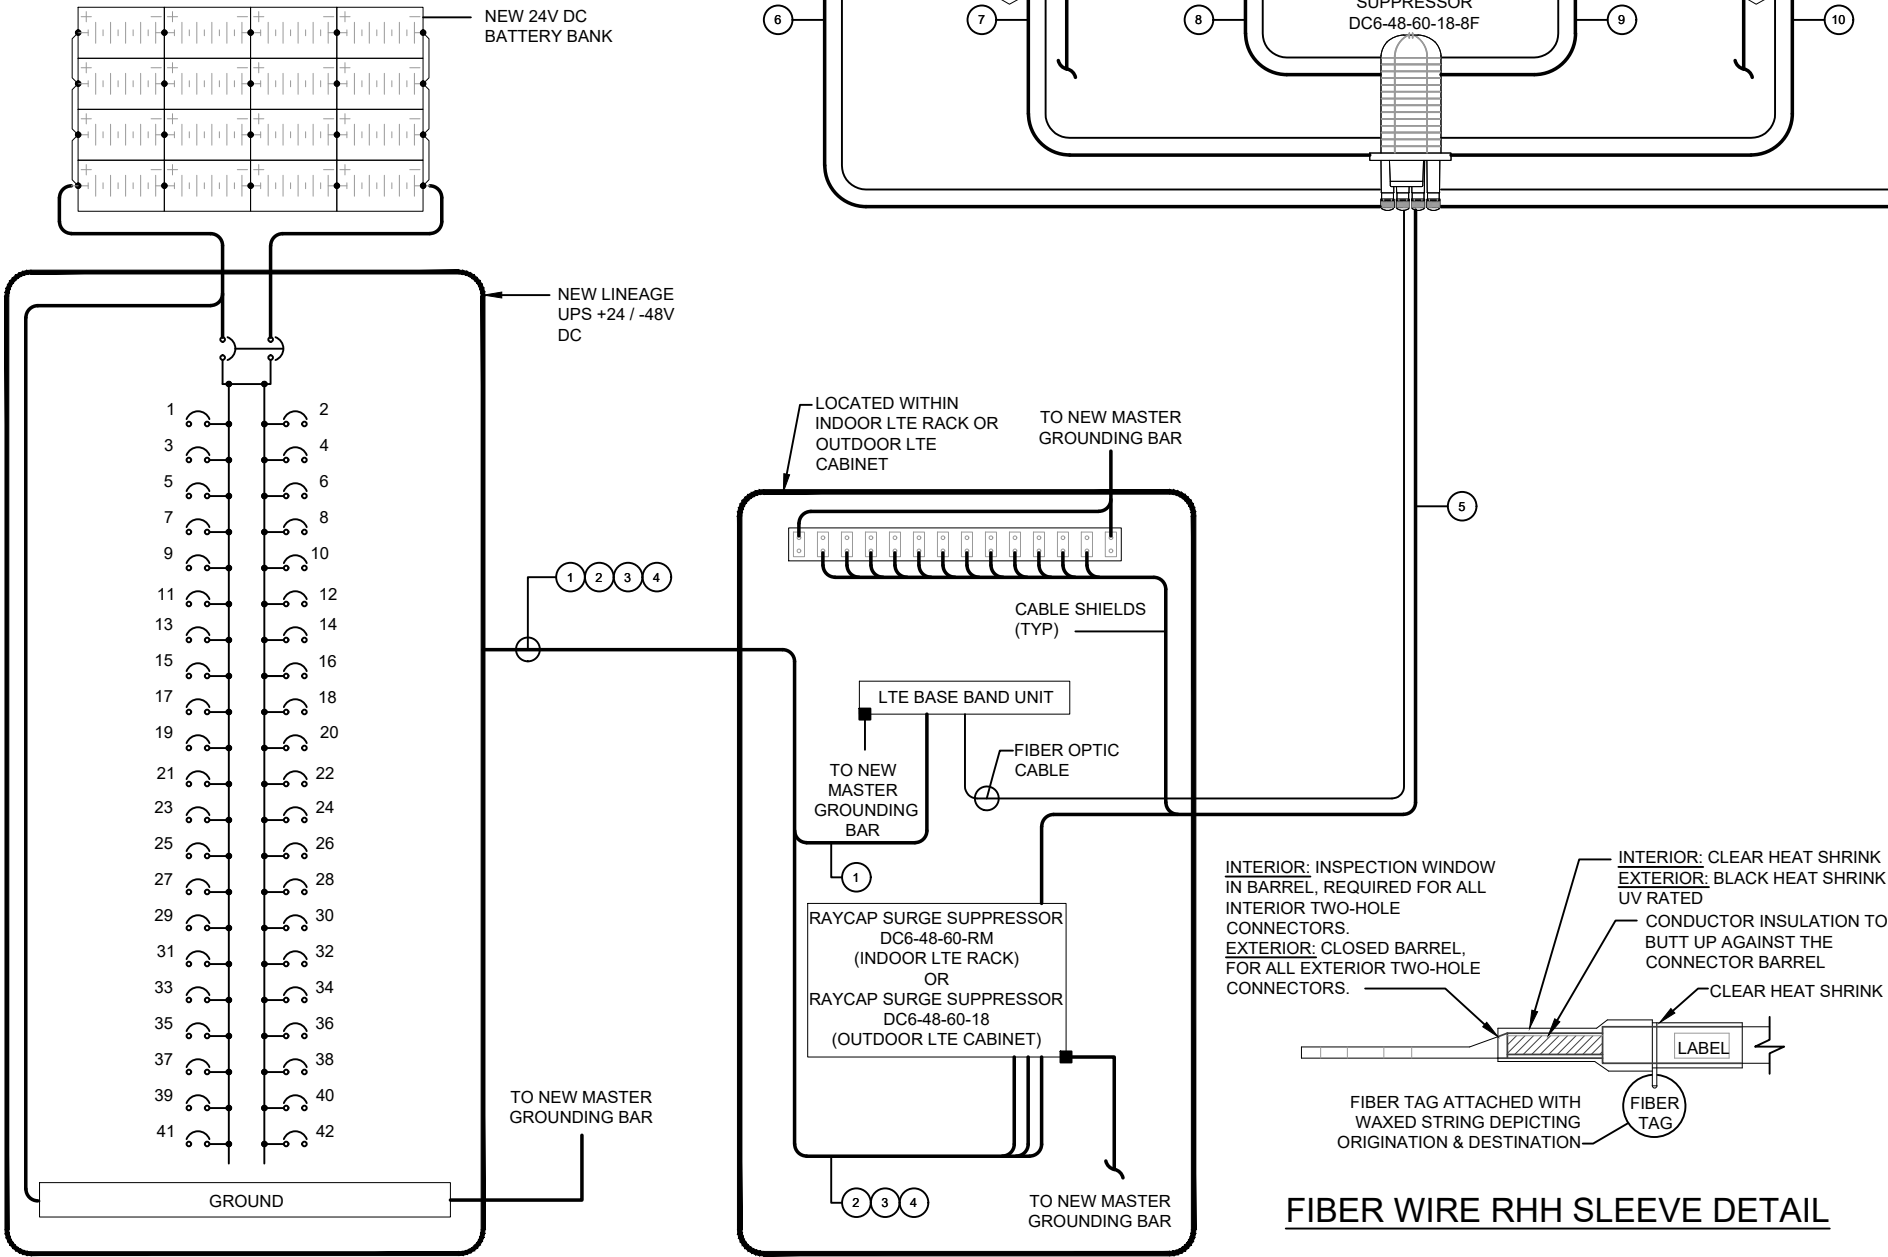 NEW 24V DC
BATTERY BANK
6
7
8
SUPPRESSOR
DC6-48-60-18-8F
9
10
NEW LINEAGE
UPS +24 / -48V
DC
1
2
3
4
5
6
7
8
9
10
11
12
13
14
15
16
17
18
19
20
21
22
23
24
25
26
27
28
29
30
31
32
33
34
35
36
37
38
39
40
41
42
GROUND
TO NEW MASTER
GROUNDING BAR
1 2 3 4
LOCATED WITHIN
INDOOR LTE RACK OR
OUTDOOR LTE
CABINET
TO NEW MASTER
GROUNDING BAR
CABLE SHIELDS
(TYP)
LTE BASE BAND UNIT
TO NEW
MASTER
GROUNDING
BAR
FIBER OPTIC
CABLE
1
RAYCAP SURGE SUPPRESSOR
DC6-48-60-RM
(INDOOR LTE RACK)
OR
RAYCAP SURGE SUPPRESSOR
DC6-48-60-18
(OUTDOOR LTE CABINET)
2 3 4
TO NEW MASTER
GROUNDING BAR
5
INTERIOR: INSPECTION WINDOW
IN BARREL, REQUIRED FOR ALL
INTERIOR TWO-HOLE
CONNECTORS.
EXTERIOR: CLOSED BARREL,
FOR ALL EXTERIOR TWO-HOLE
CONNECTORS.
INTERIOR: CLEAR HEAT SHRINK
EXTERIOR: BLACK HEAT SHRINK
UV RATED
CONDUCTOR INSULATION TO
BUTT UP AGAINST THE
CONNECTOR BARREL
CLEAR HEAT SHRINK
LABEL
FIBER
TAG
FIBER TAG ATTACHED WITH
WAXED STRING DEPICTING
ORIGINATION & DESTINATION
FIBER WIRE RHH SLEEVE DETAIL